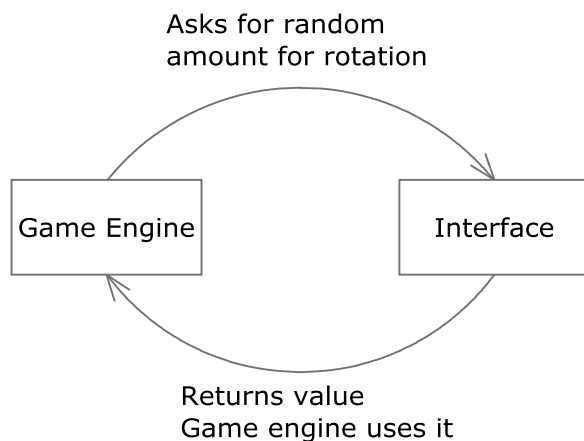 Asks for random
amount for rotation
Game Engine
Interface
Returns value
Game engine uses it